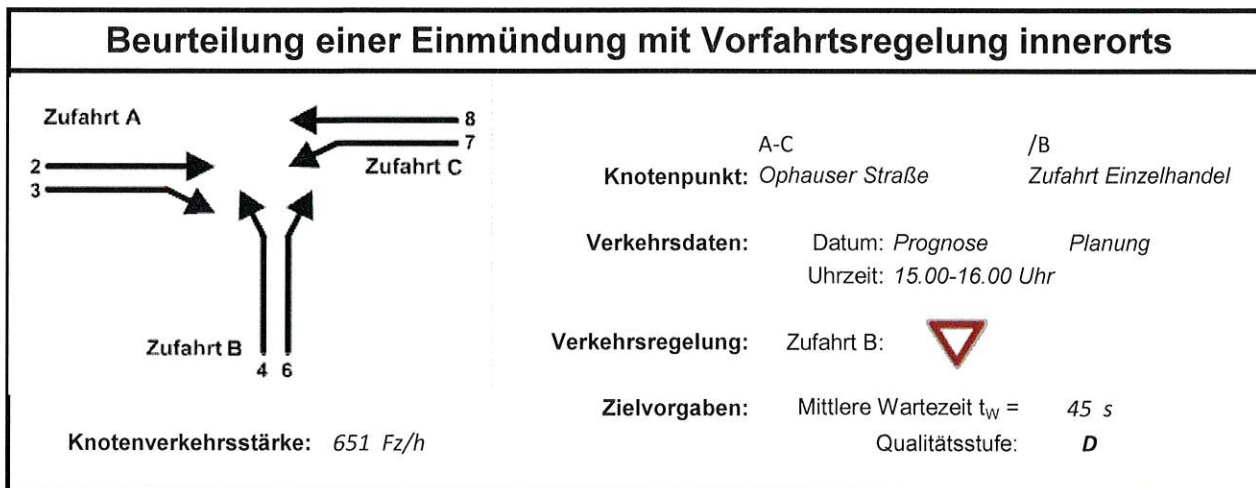 Beurteilung einer Einmündung mit Vorfahrtsregelung innerorts
Zufahrt A
8
7
2
Zufahrt C
3
Zufahrt B
4 6
Knotenverkehrsstärke: 651 Fz/h
A-C /B
Knotenpunkt: Ophauser Straße Zufahrt Einzelhandel
Verkehrsdaten: Datum: Prognose Planung
Uhrzeit: 15.00-16.00 Uhr
Verkehrsregelung: Zufahrt B:
Zielvorgaben: Mittlere Wartezeit tW = 45 s
Qualitätsstufe: D